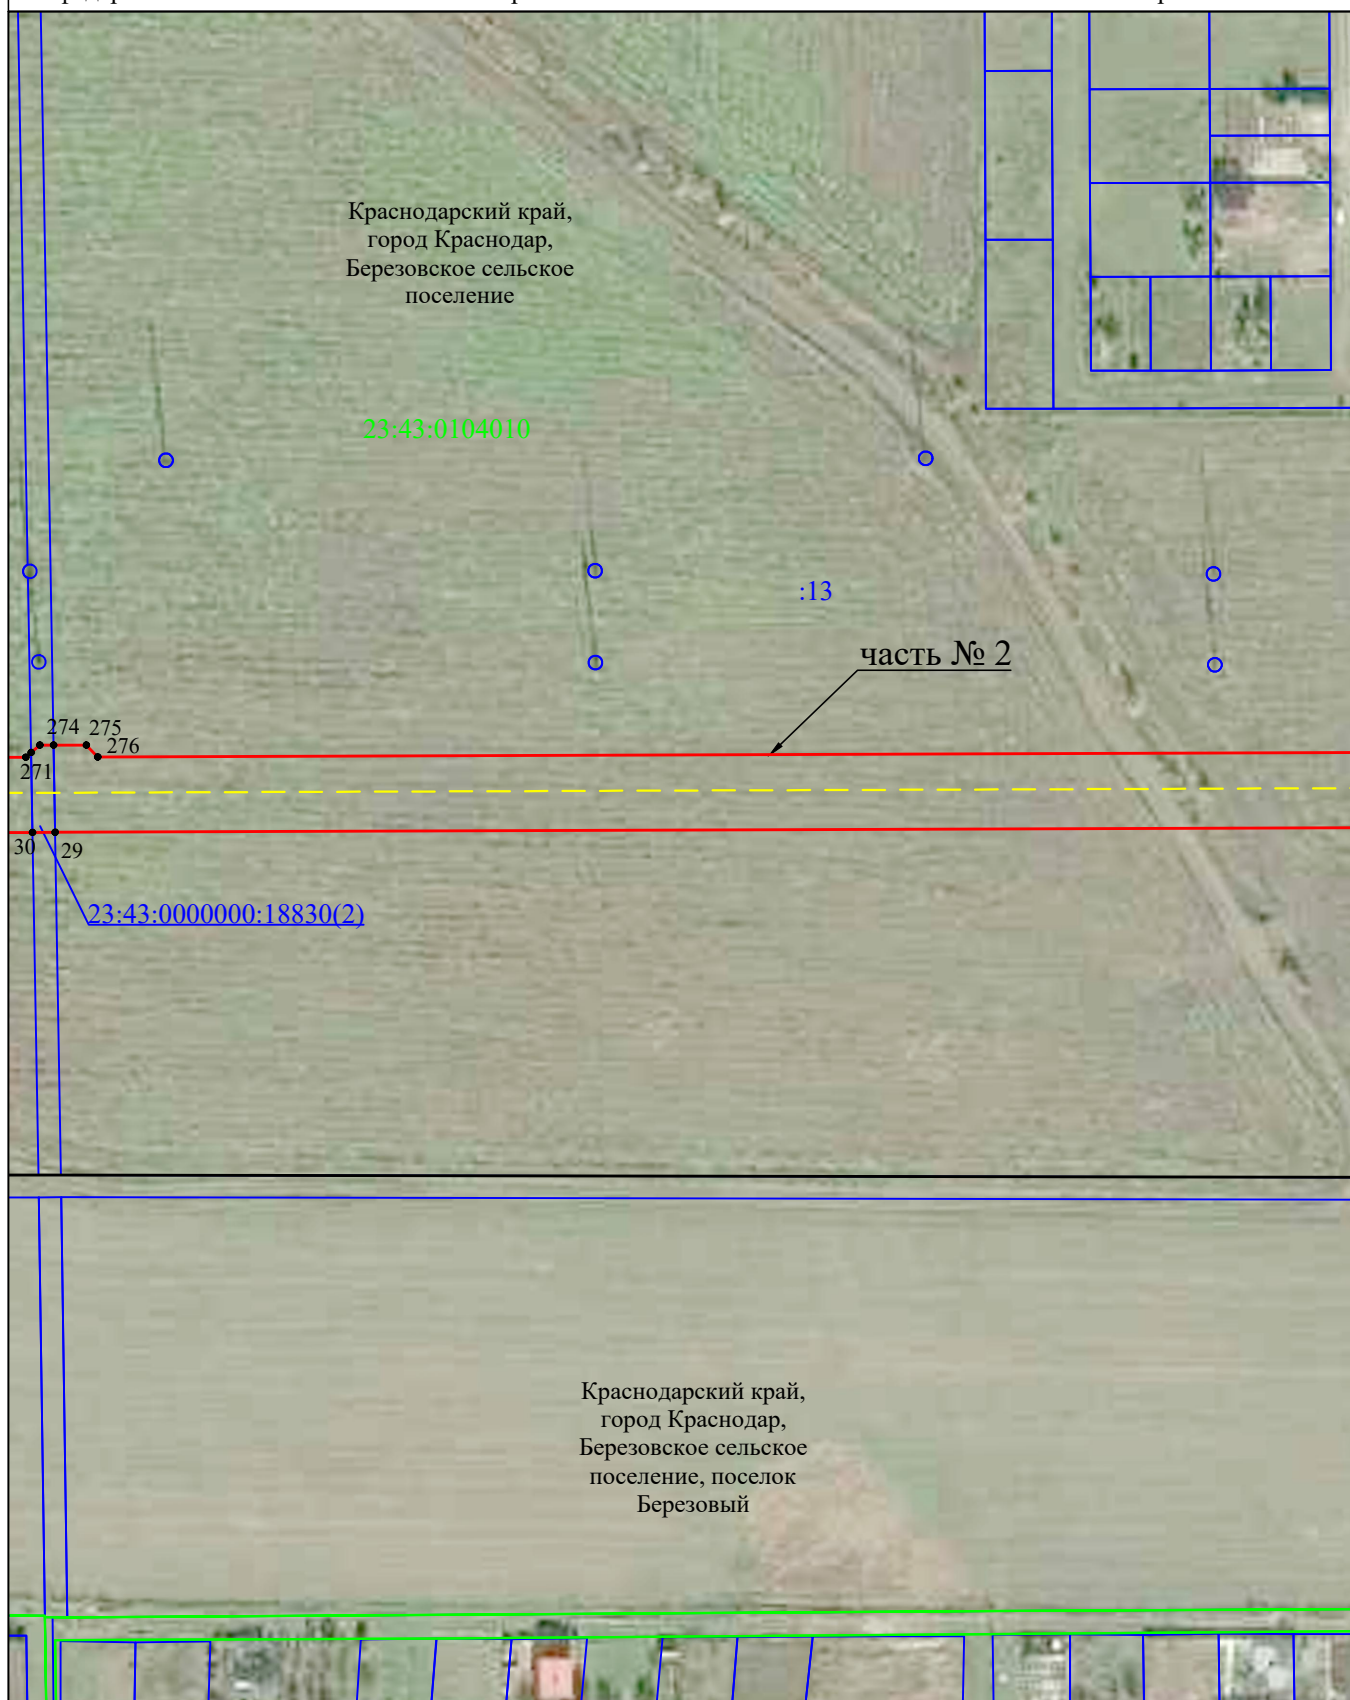 Краснодарский край,
город Краснодар,
Березовское сельское
поселение
23:43:0104010
:13
часть № 2
274
275
276
271
30
29
23:43:0000000:18830(2)
Краснодарский край,
город Краснодар,
Березовское сельское
поселение, поселок
Березовый